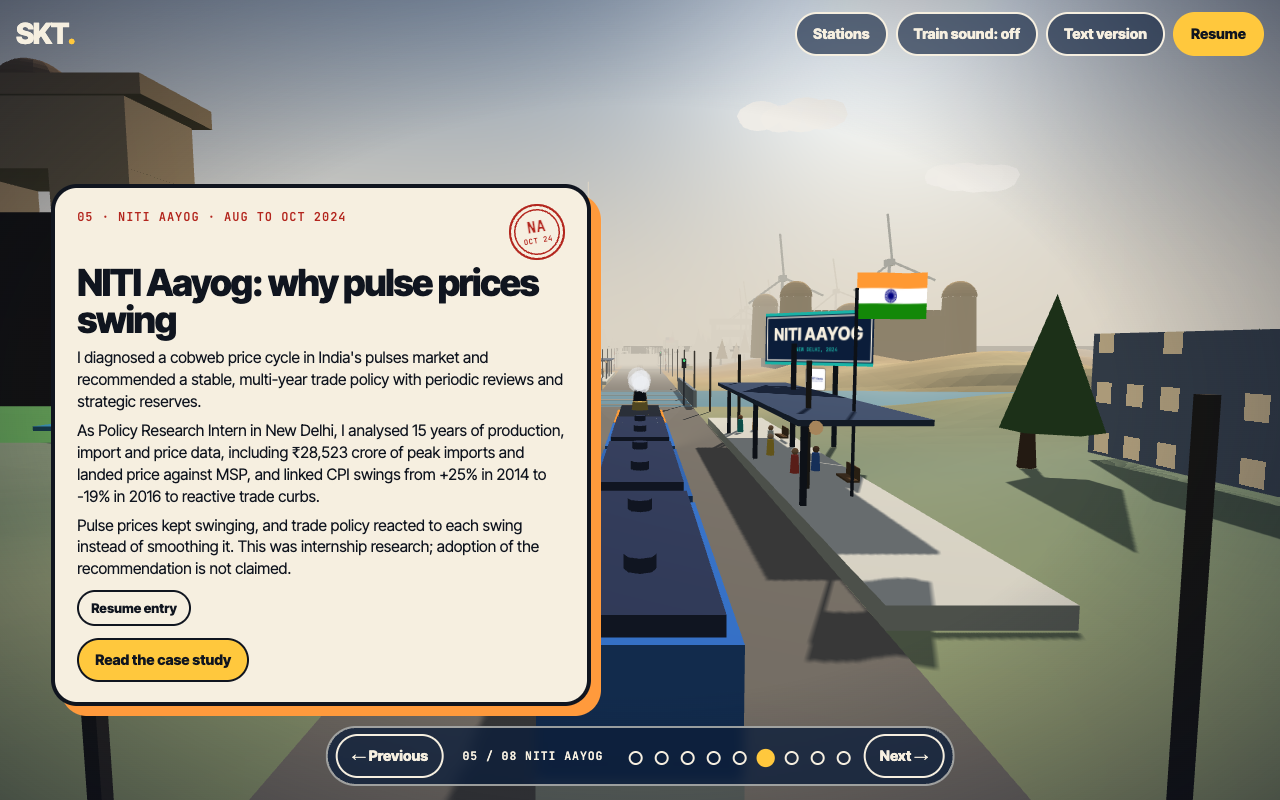 SKT.
Stations
Train sound: off
Text version
Resume
05 · NITI AAYOG · AUG TO OCT 2024
NA
OCT 24
NITI Aayog: why pulse prices
swing
I diagnosed a cobweb price cycle in India's pulses market and
recommended a stable, multi-year trade policy with periodic reviews and
strategic reserves.
As Policy Research Intern in New Delhi, I analysed 15 years of production,
import and price data, including ₹28,523 crore of peak imports and
landed price against MSP, and linked CPI swings from +25% in 2014 to
-19% in 2016 to reactive trade curbs.
Pulse prices kept swinging, and trade policy reacted to each swing
instead of smoothing it. This was internship research; adoption of the
recommendation is not claimed.
Resume entry
Read the case study
NITI AAYOG
NEW DELHI, 2024
←Previous
05 / 08 NITI AAYOG
Next→